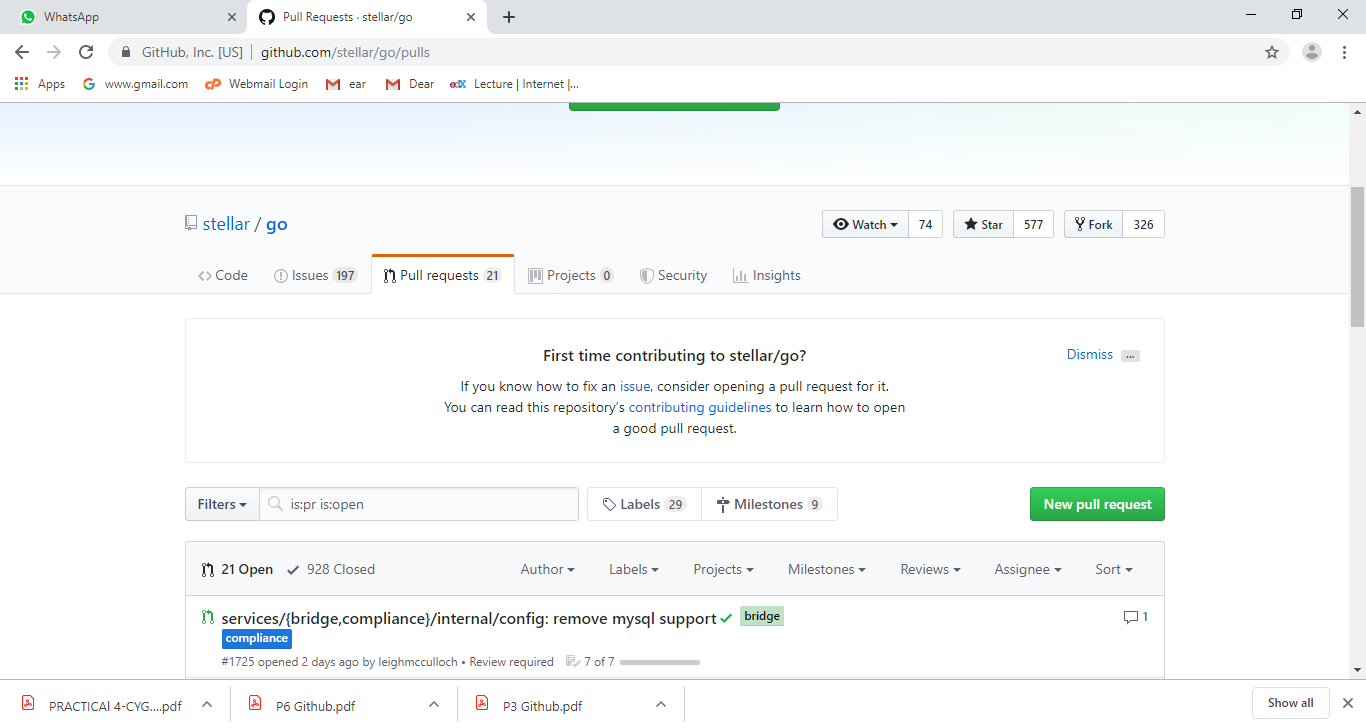 WhatsApp
Pull Requests · stellar/go
GitHub, Inc. [US] github.com/stellar/go/pulls
Apps www.gmail.com Webmail Login ear Dear edX Lecture | Internet |...
stellar / go
Watch 74 Star 577 Fork 326
Code Issues 197 Pull requests 21 Projects 0 Security Insights
First time contributing to stellar/go?
Dismiss ...
If you know how to fix an issue, consider opening a pull request for it.
You can read this repository's contributing guidelines to learn how to open
a good pull request.
Filters is:pr is:open Labels 29 Milestones 9 New pull request
21 Open 928 Closed Author Labels Projects Milestones Reviews Assignee Sort
services/{bridge,compliance}/internal/config: remove mysql support bridge 1
compliance
#1725 opened 2 days ago by leighmcculloch • Review required 7 of 7
PRACTICAl 4-CYG....pdf P6 Github.pdf P3 Github.pdf Show all